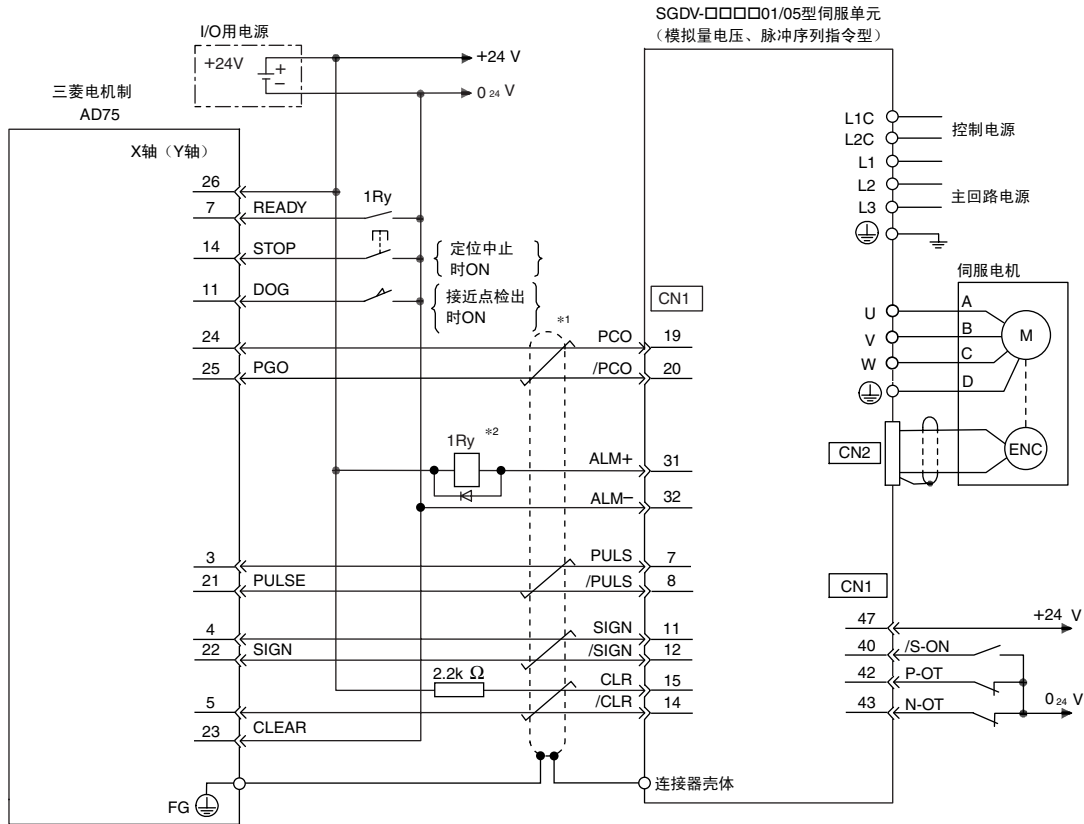 SGDV-□□□□01/05型伺服单元
（模拟量电压、脉冲序列指令型）
I/O用电源
+24V
+
−
+24 V
0 24 V
三菱电机制
AD75
X轴（Y轴）
26
7 READY 1Ry
14 STOP
定位中止
时ON
11 DOG
接近点检出
时ON
24
25 PGO
*1
CN1
PCO 19
/PCO 20
1Ry *2
ALM+ 31
ALM− 32
3
21 PULSE
PULS 7
/PULS 8
4
22 SIGN
SIGN 11
/SIGN 12
2.2k Ω
CLR 15
/CLR 14
5
23 CLEAR
FG
连接器壳体
L1C
L2C
控制电源
L1
L2
L3
主回路电源
伺服电机
U A
V B
W C
D
M
CN2
ENC
CN1
47 +24 V
40 /S-ON
42 P-OT
43 N-OT
0 24 V